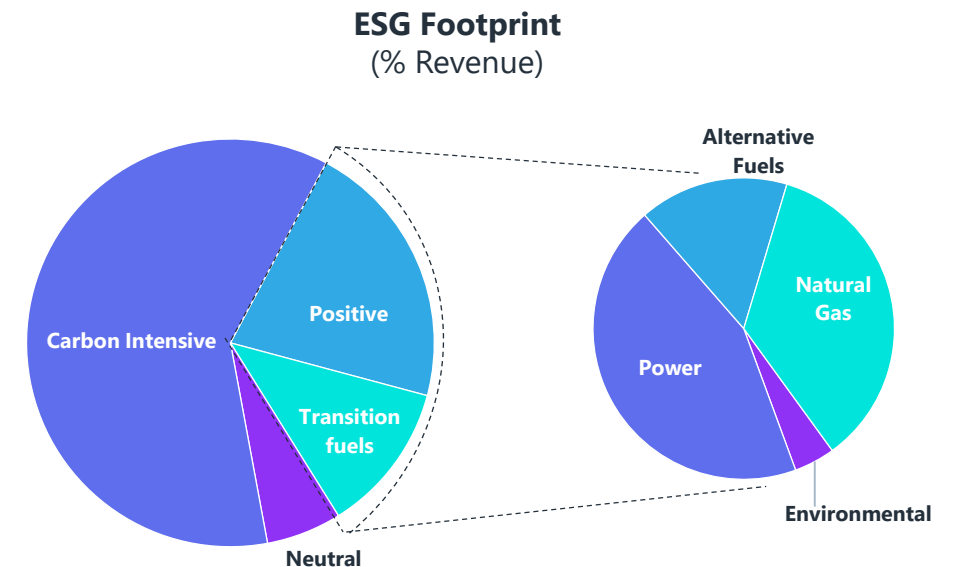 ESG Footprint
(% Revenue)
Carbon Intensive
Positive
Transition
fuels
Neutral
Alternative
Fuels
Natural
Gas
Power
Environmental